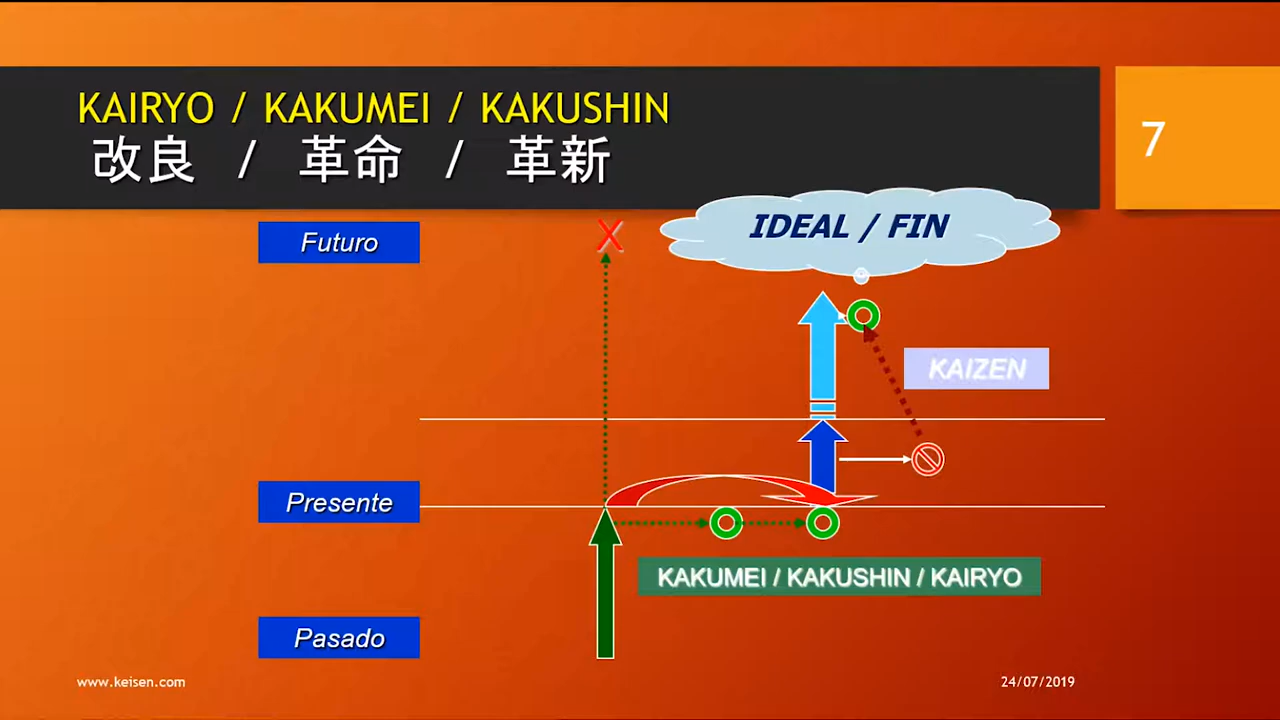 KAIRYO / KAKUMEI / KAKUSHIN
改良 / 革命 / 革新
7
IDEAL / FIN
Futuro
X
KAIZEN
Presente
KAKUMEI / KAKUSHIN / KAIRYO
Pasado
www.keisen.com
24/07/2019